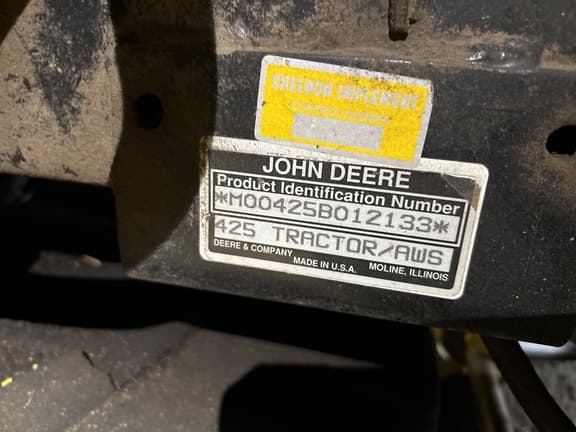 SHELDON IMPLEMENT
JOHN DEERE
Product Identification Number
*M00425B012133*
425 TRACTOR/AWS
DEERE & COMPANY
MADE IN U.S.A.
MOLINE, ILLINOIS